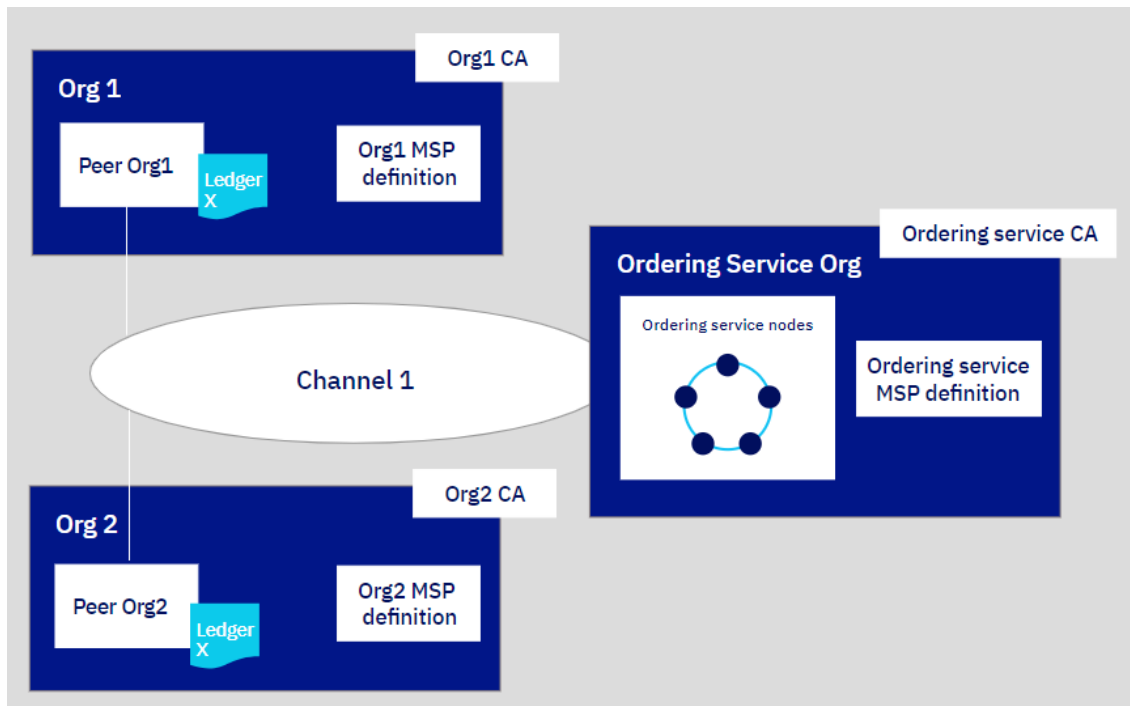 Org1 CA
Org 1
Peer Org1
Ledger
X
Org1 MSP
definition
Ordering service CA
Ordering Service Org
Ordering service nodes
Ordering service
MSP definition
Channel 1
Org2 CA
Org 2
Peer Org2
Ledger
X
Org2 MSP
definition